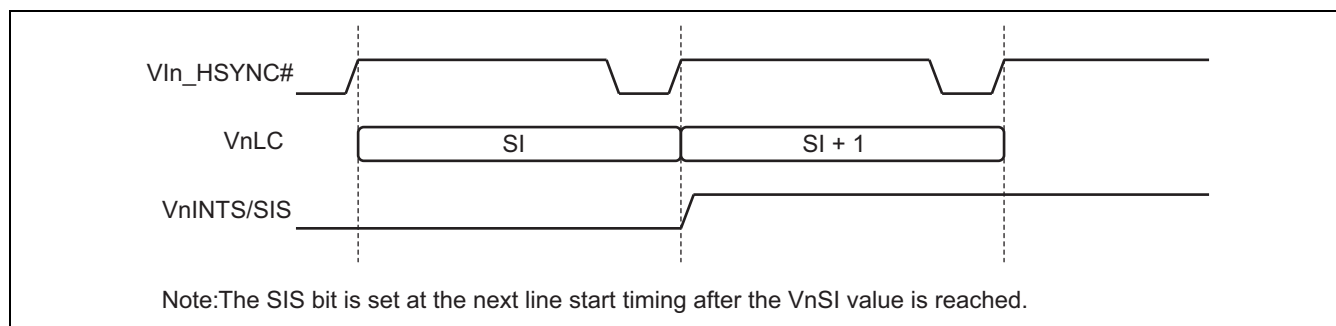 VIn_HSYNC#
VnLC
SI
SI + 1
VnINTS/SIS
Note:The SIS bit is set at the next line start timing after the VnSI value is reached.